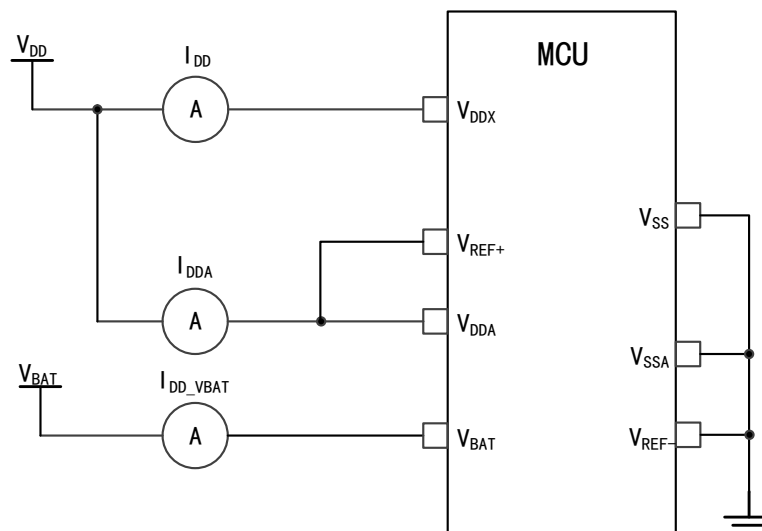 V_DD
I_DD
MCU
A
V_DDX
V_SS
V_REF+
I_DDA
A
V_DDA
V_SSA
V_BAT
I_DD_VBAT
A
V_BAT
V_REF-